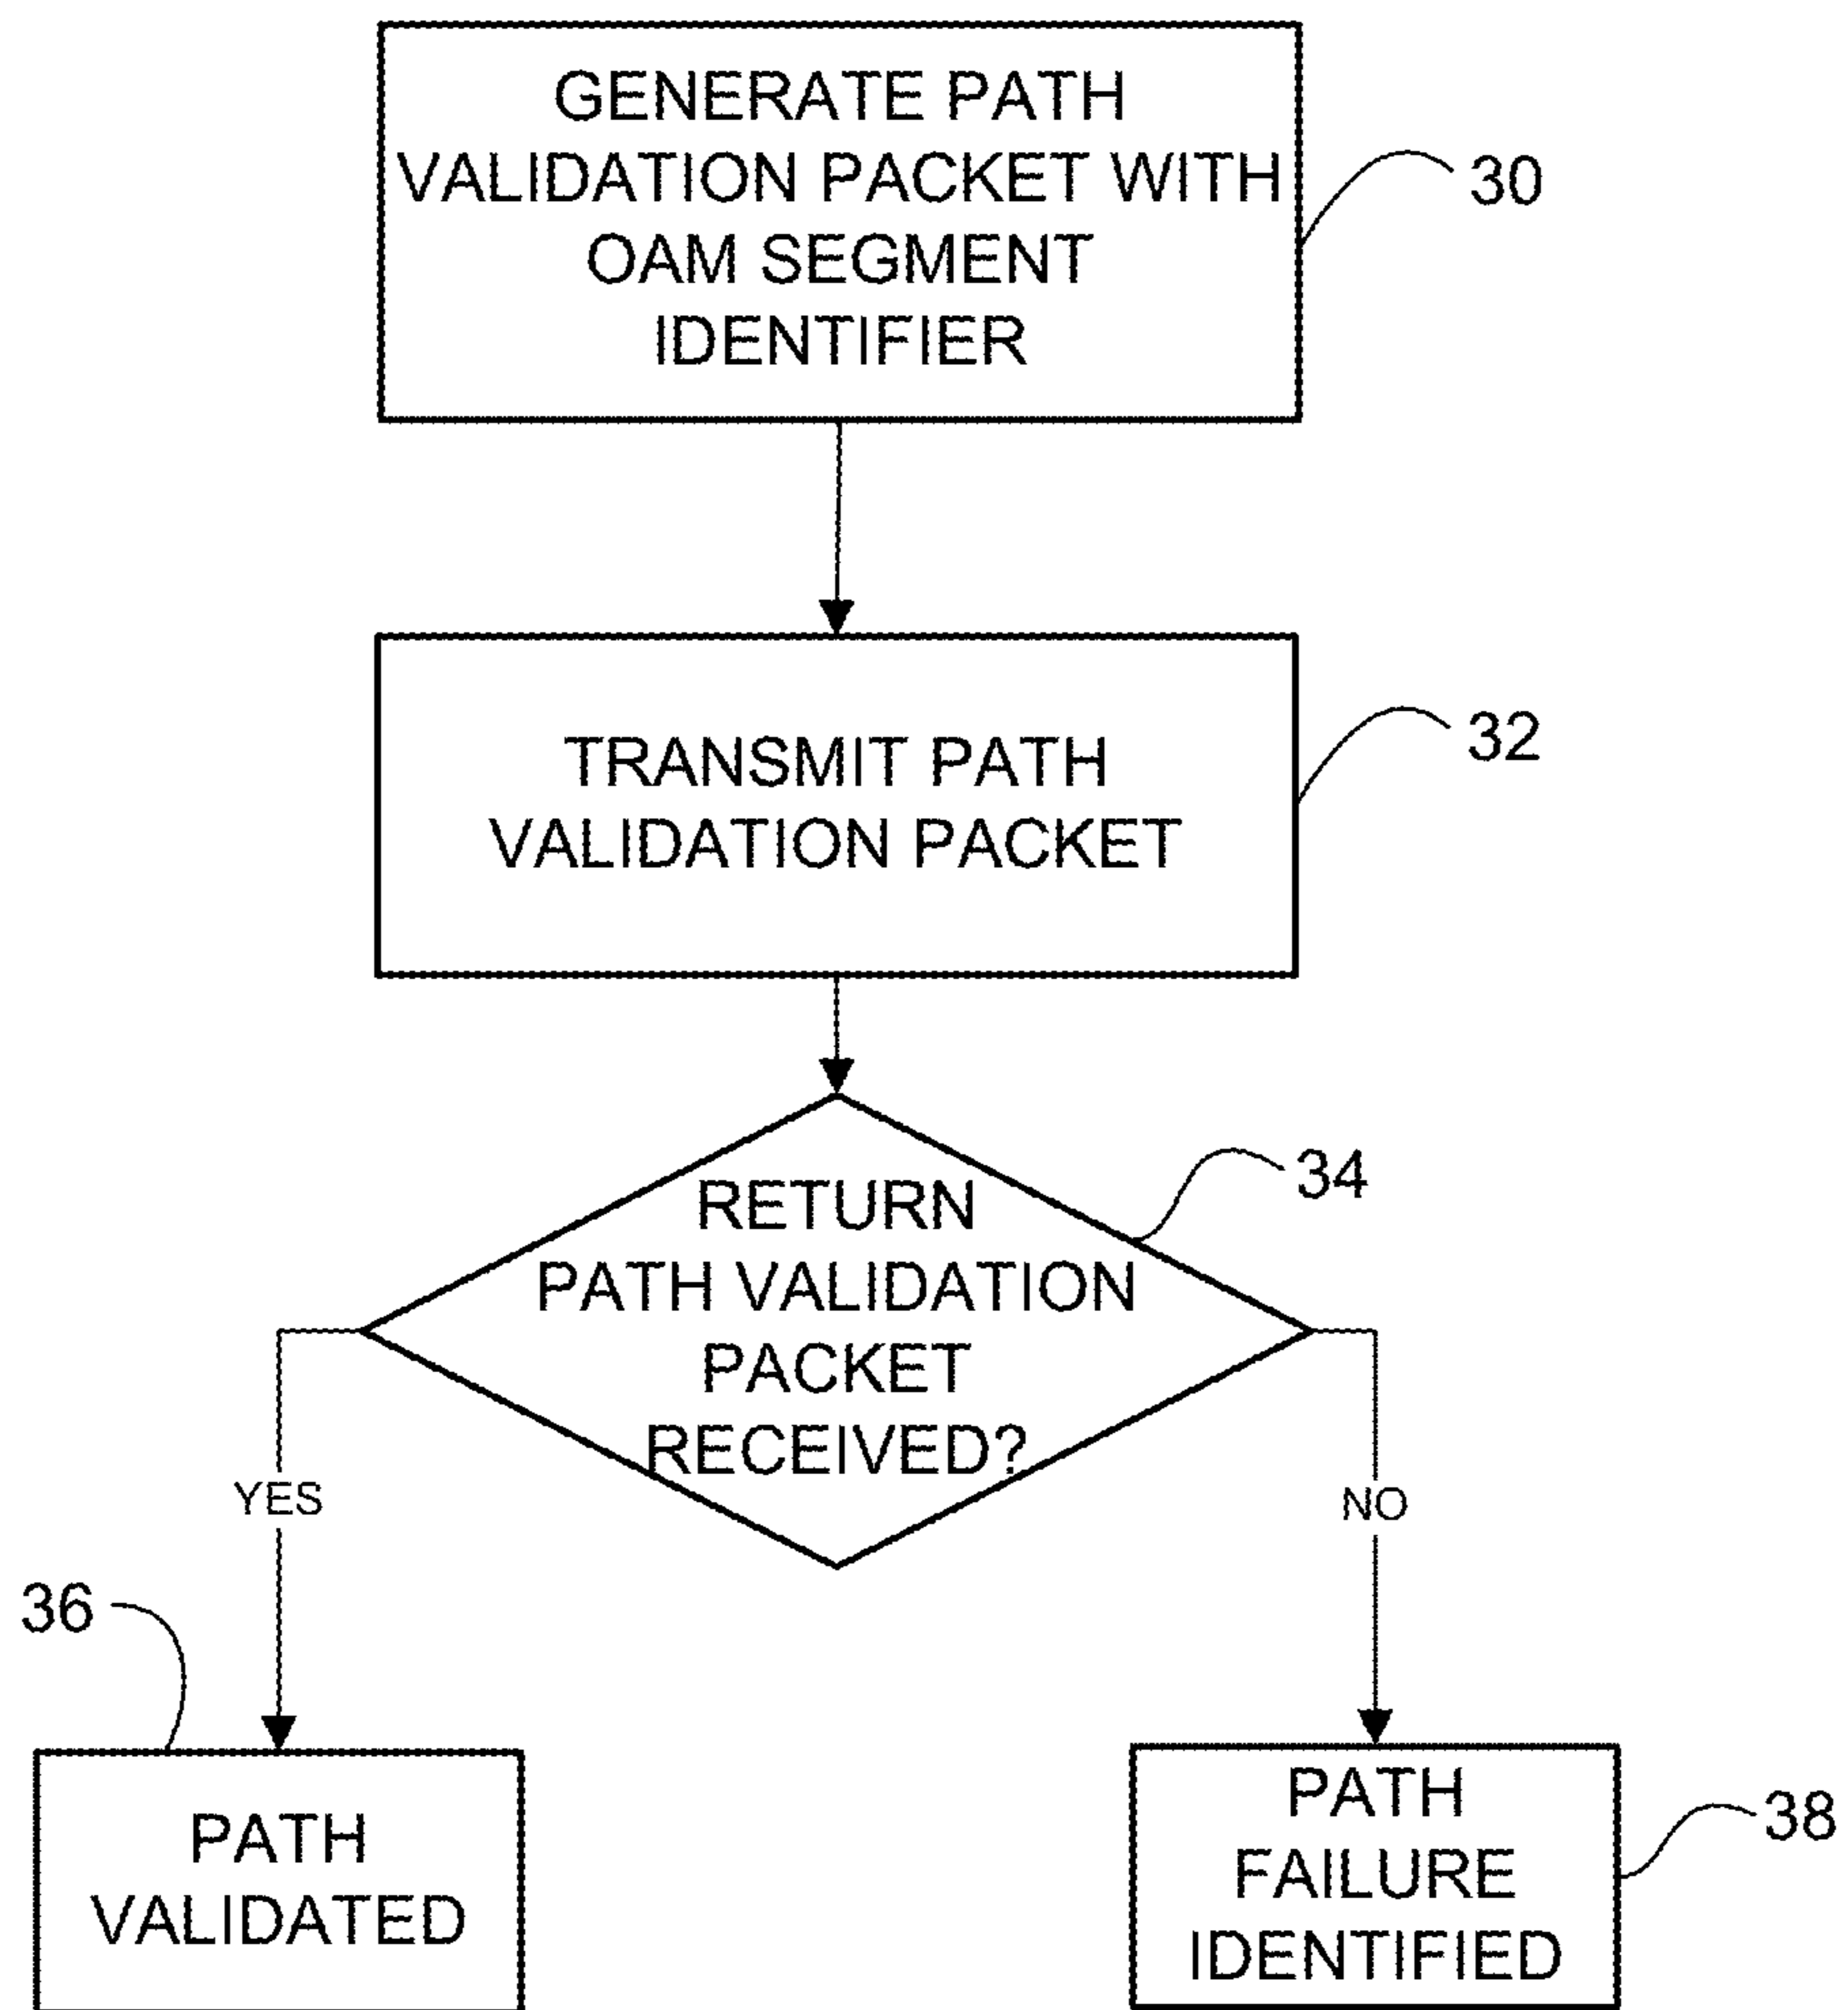 GENERATE PATH
VALIDATION PACKET WITH
OAM SEGMENT
IDENTIFIER
30
TRANSMIT PATH
VALIDATION PACKET
32
RETURN
PATH VALIDATION
PACKET
RECEIVED?
34
YES
NO
36
PATH
VALIDATED
PATH
FAILURE
IDENTIFIED
38